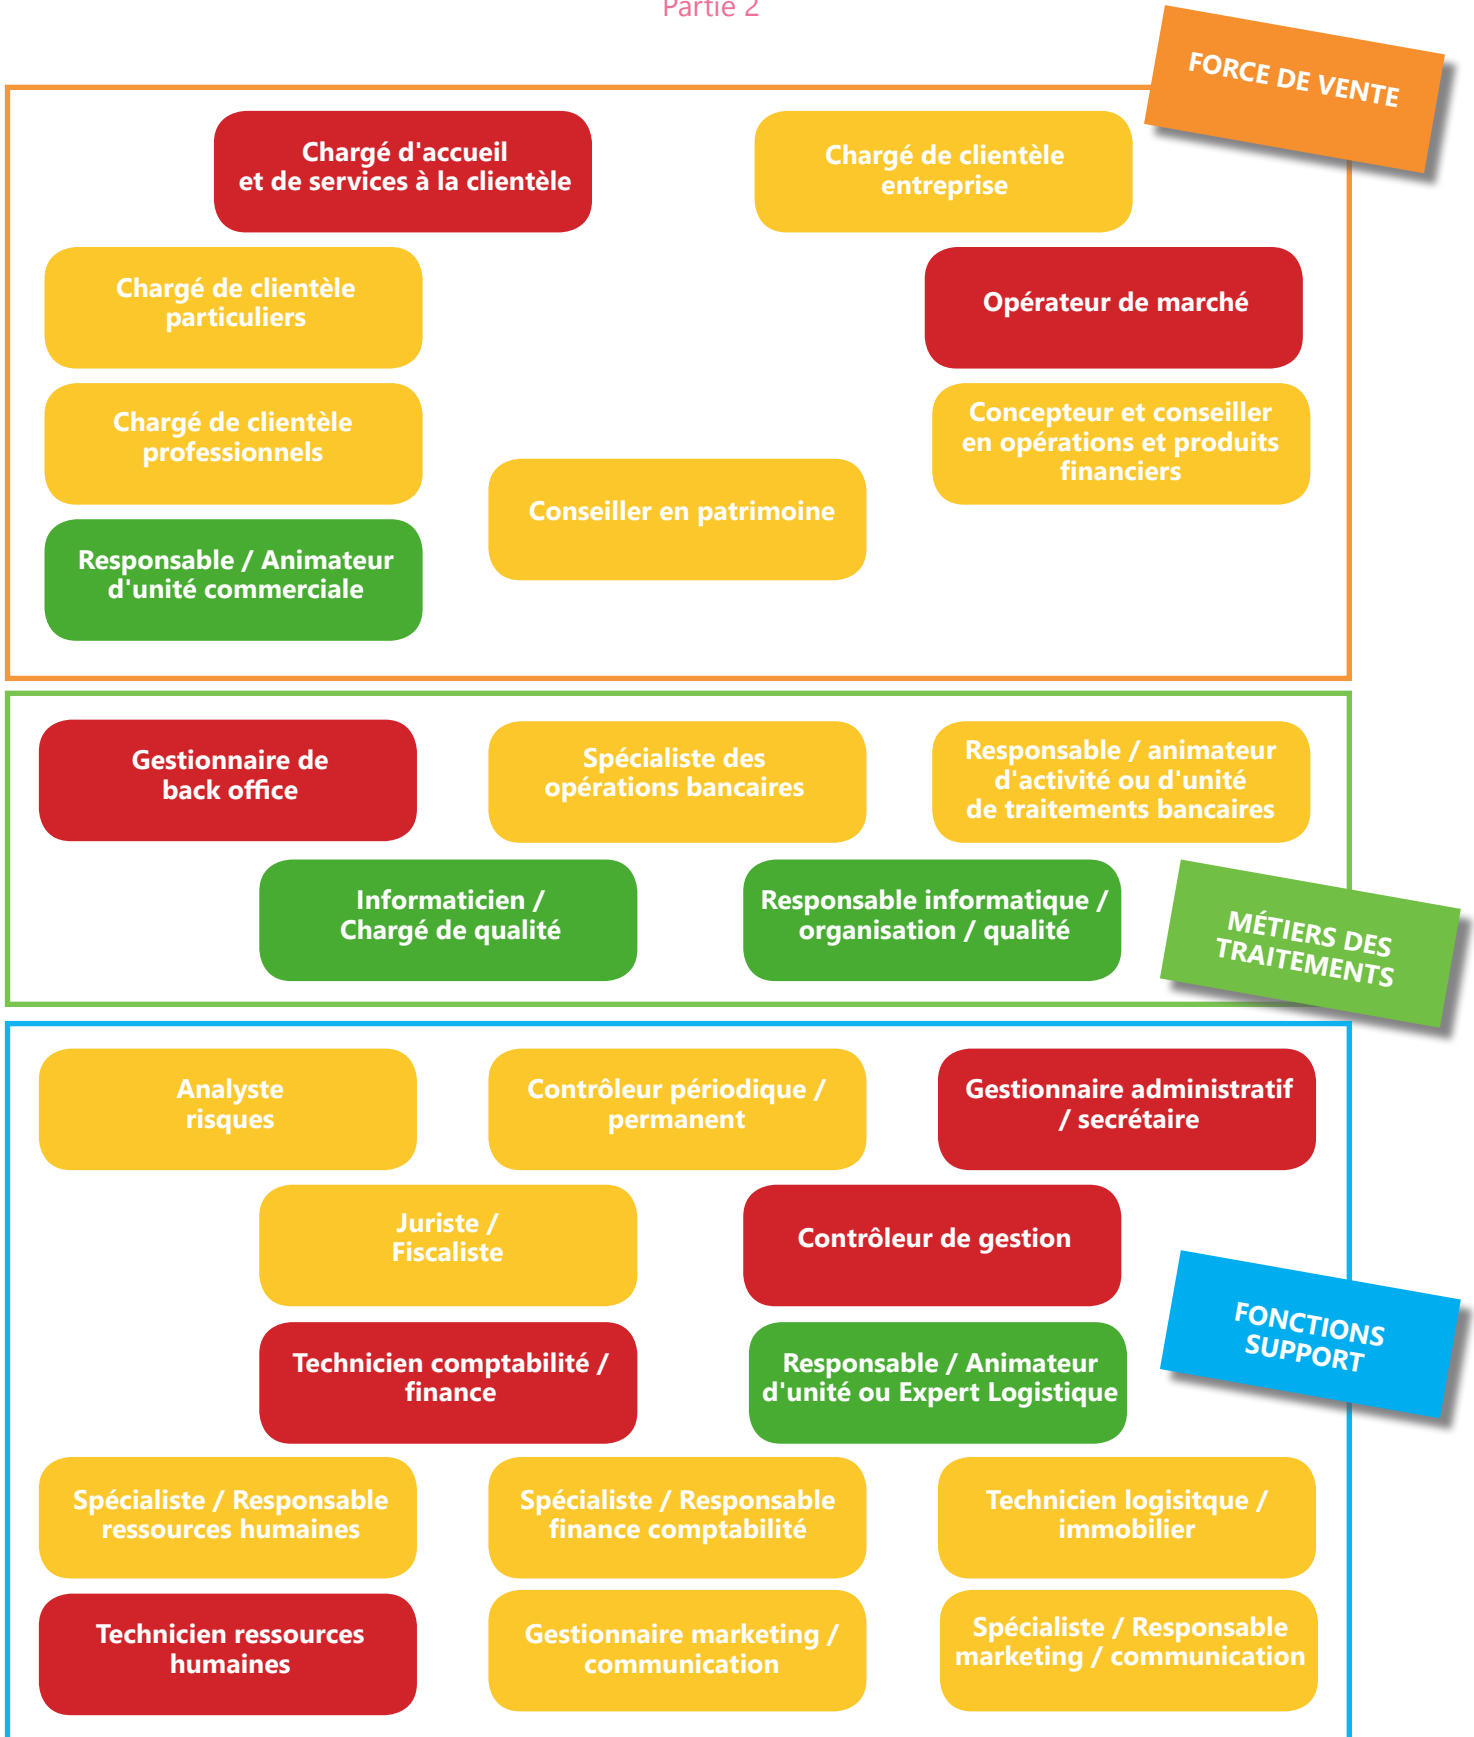 Partie 2
FORCE DE VENTE
Chargé d'accueil
et de services à la clientèle
Chargé de clientèle
entreprise
Chargé de clientèle
particuliers
Opérateur de marché
Chargé de clientèle
professionnels
Concepteur et conseiller
en opérations et produits
financiers
Conseiller en patrimoine
Responsable / Animateur
d'unité commerciale
Gestionnaire de
back office
Spécialiste des
opérations bancaires
Responsable / animateur
d'activité ou d'unité
de traitements bancaires
Informaticien /
Chargé de qualité
Responsable informatique /
organisation / qualité
MÉTIERS DES
TRAITEMENTS
Analyste
risques
Contrôleur périodique /
permanent
Gestionnaire administratif
/ secrétaire
Juriste /
Fiscaliste
Contrôleur de gestion
FONCTIONS
SUPPORT
Technicien comptabilité /
finance
Responsable / Animateur
d'unité ou Expert Logistique
Spécialiste / Responsable
ressources humaines
Spécialiste / Responsable
finance comptabilité
Technicien logisitque /
immobilier
Technicien ressources
humaines
Gestionnaire marketing /
communication
Spécialiste / Responsable
marketing / communication